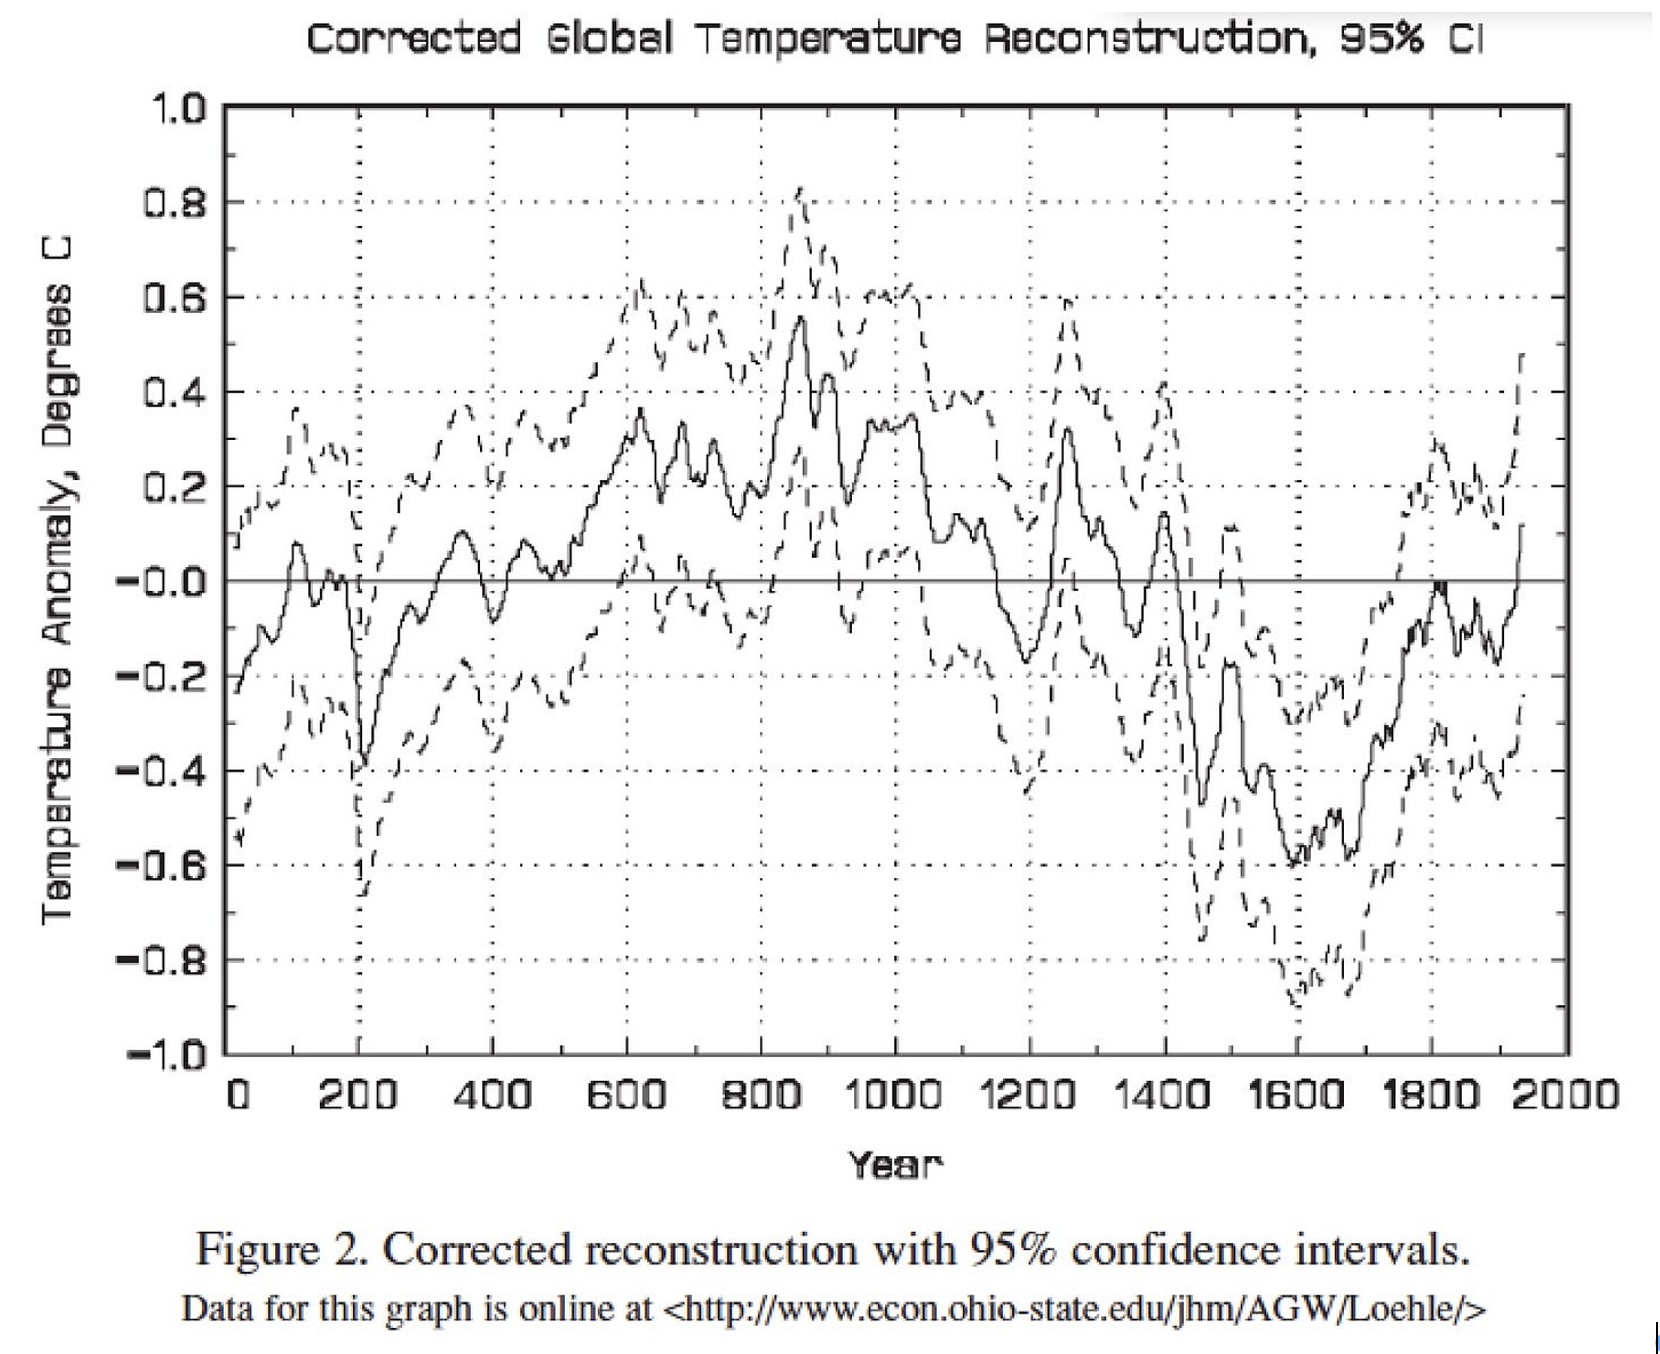 Corrected Global Temperature Reconstruction, 95% CI
Temperature Anomaly, Degrees C
1.0
0.8
0.6
0.4
0.2
-0.0
-0.2
-0.4
-0.6
-0.8
-1.0
0 200 400 600 800 1000 1200 1400 1600 1800 2000
Year
Figure 2. Corrected reconstruction with 95% confidence intervals.
Data for this graph is online at <http://www.econ.ohio-state.edu/jhm/AGW/Loehle/>